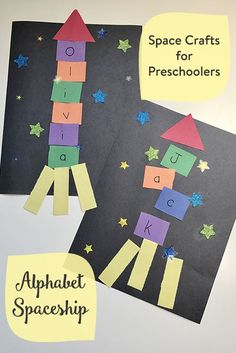 Space Crafts
for
Preschoolers
O
l
i
v
i
a
J
a
c
K
Alphabet
Spaceship